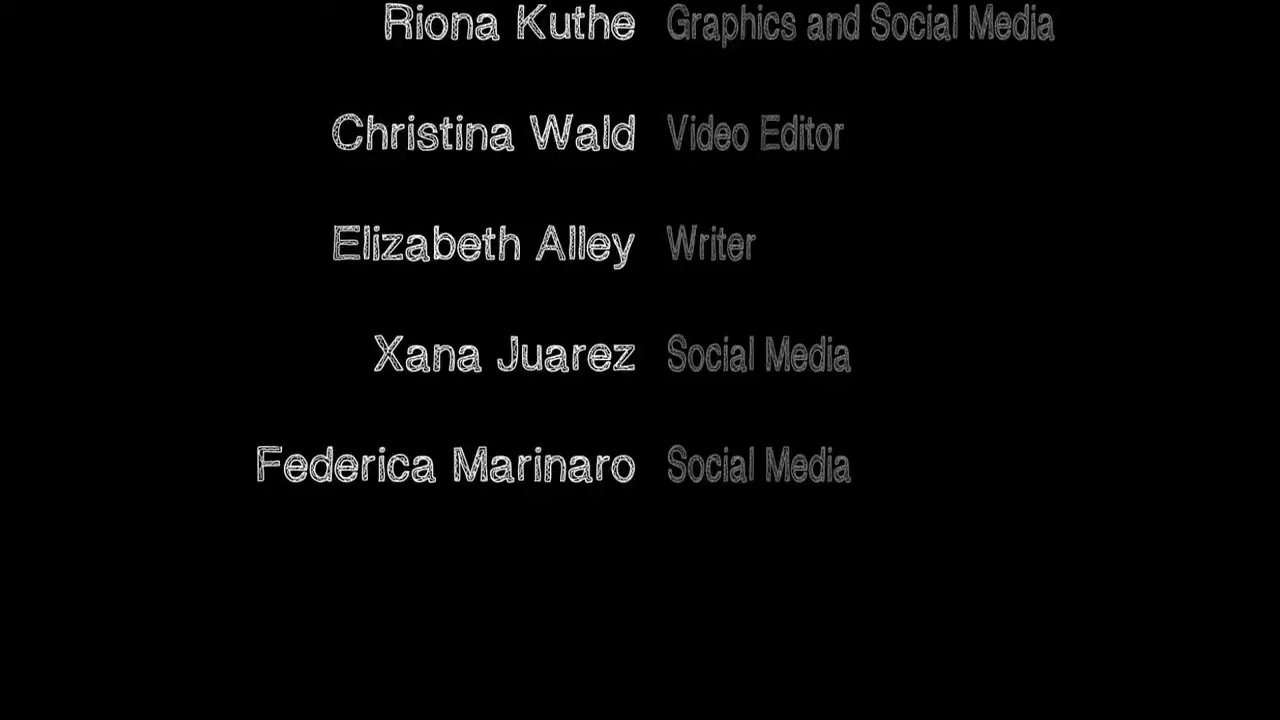 Riona Kuthe Graphics and Social Media
Christina Wald Video Editor
Elizabeth Alley Writer
Xana Juarez Social Media
Federica Marinaro Social Media